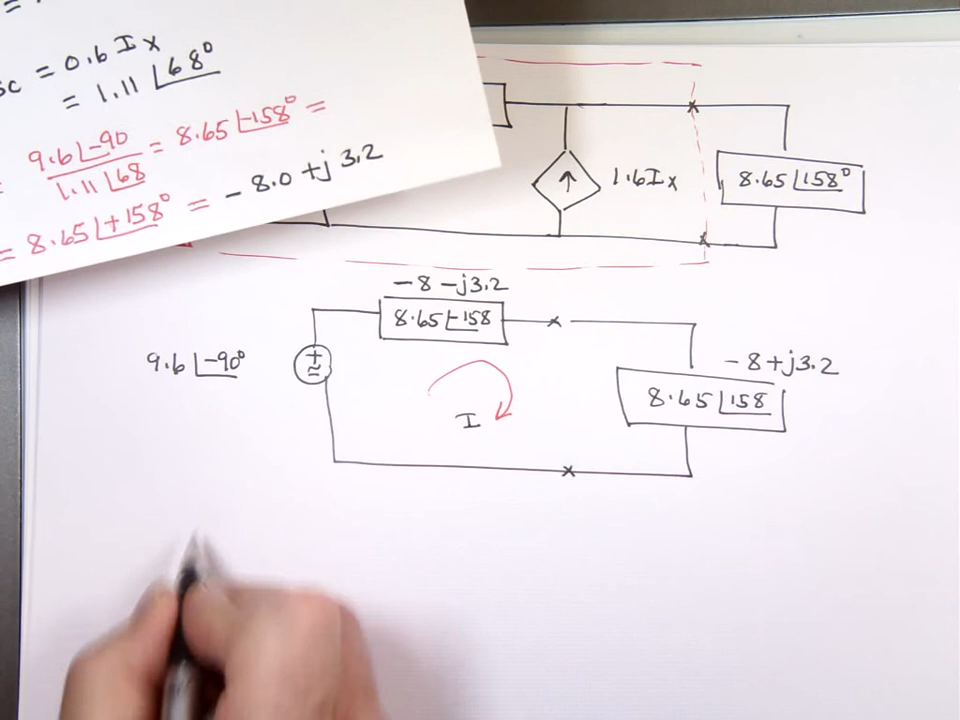 sc = 0.6 Ix
= 1.11 ∠68°
9.6 ∠-90 / 1.11 ∠68 = 8.65 ∠-158° =
= 8.65 ∠+158° = -8.0 + j 3.2
1.6Ix
8.65 ∠158°
-8-j3.2
8.65 ∠-158
9.6 ∠-90°
+
≈
I
-8+j3.2
8.65 ∠158